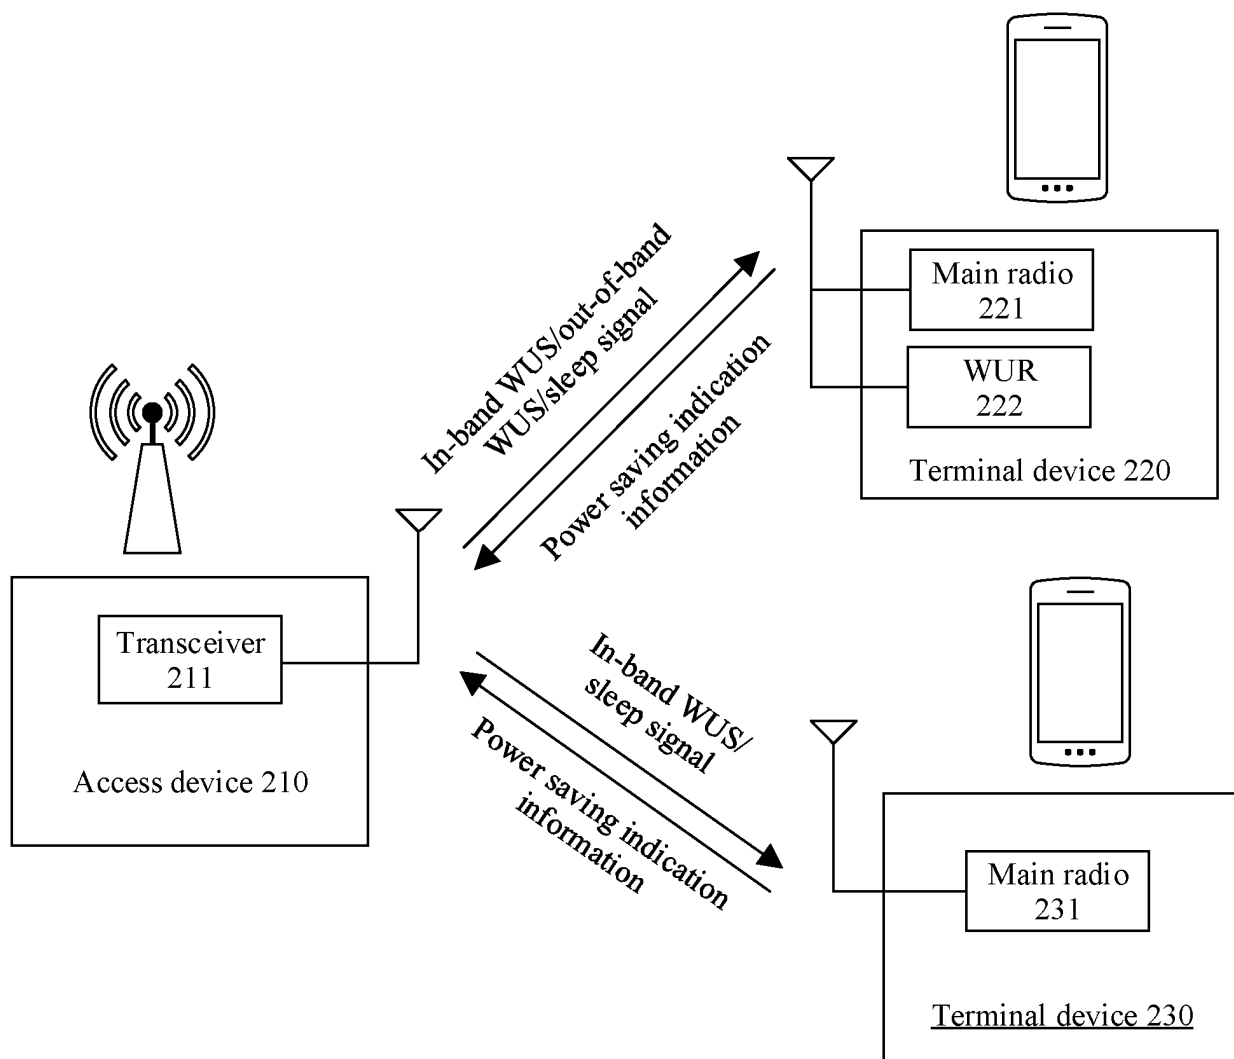 In-band WUS/out-of-band
WUS/sleep signal
Power saving indication
information
Main radio
221
WUR
222
Terminal device 220
Transceiver
211
Access device 210
In-band WUS/
sleep signal
Power saving indication
information
Main radio
231
Terminal device 230